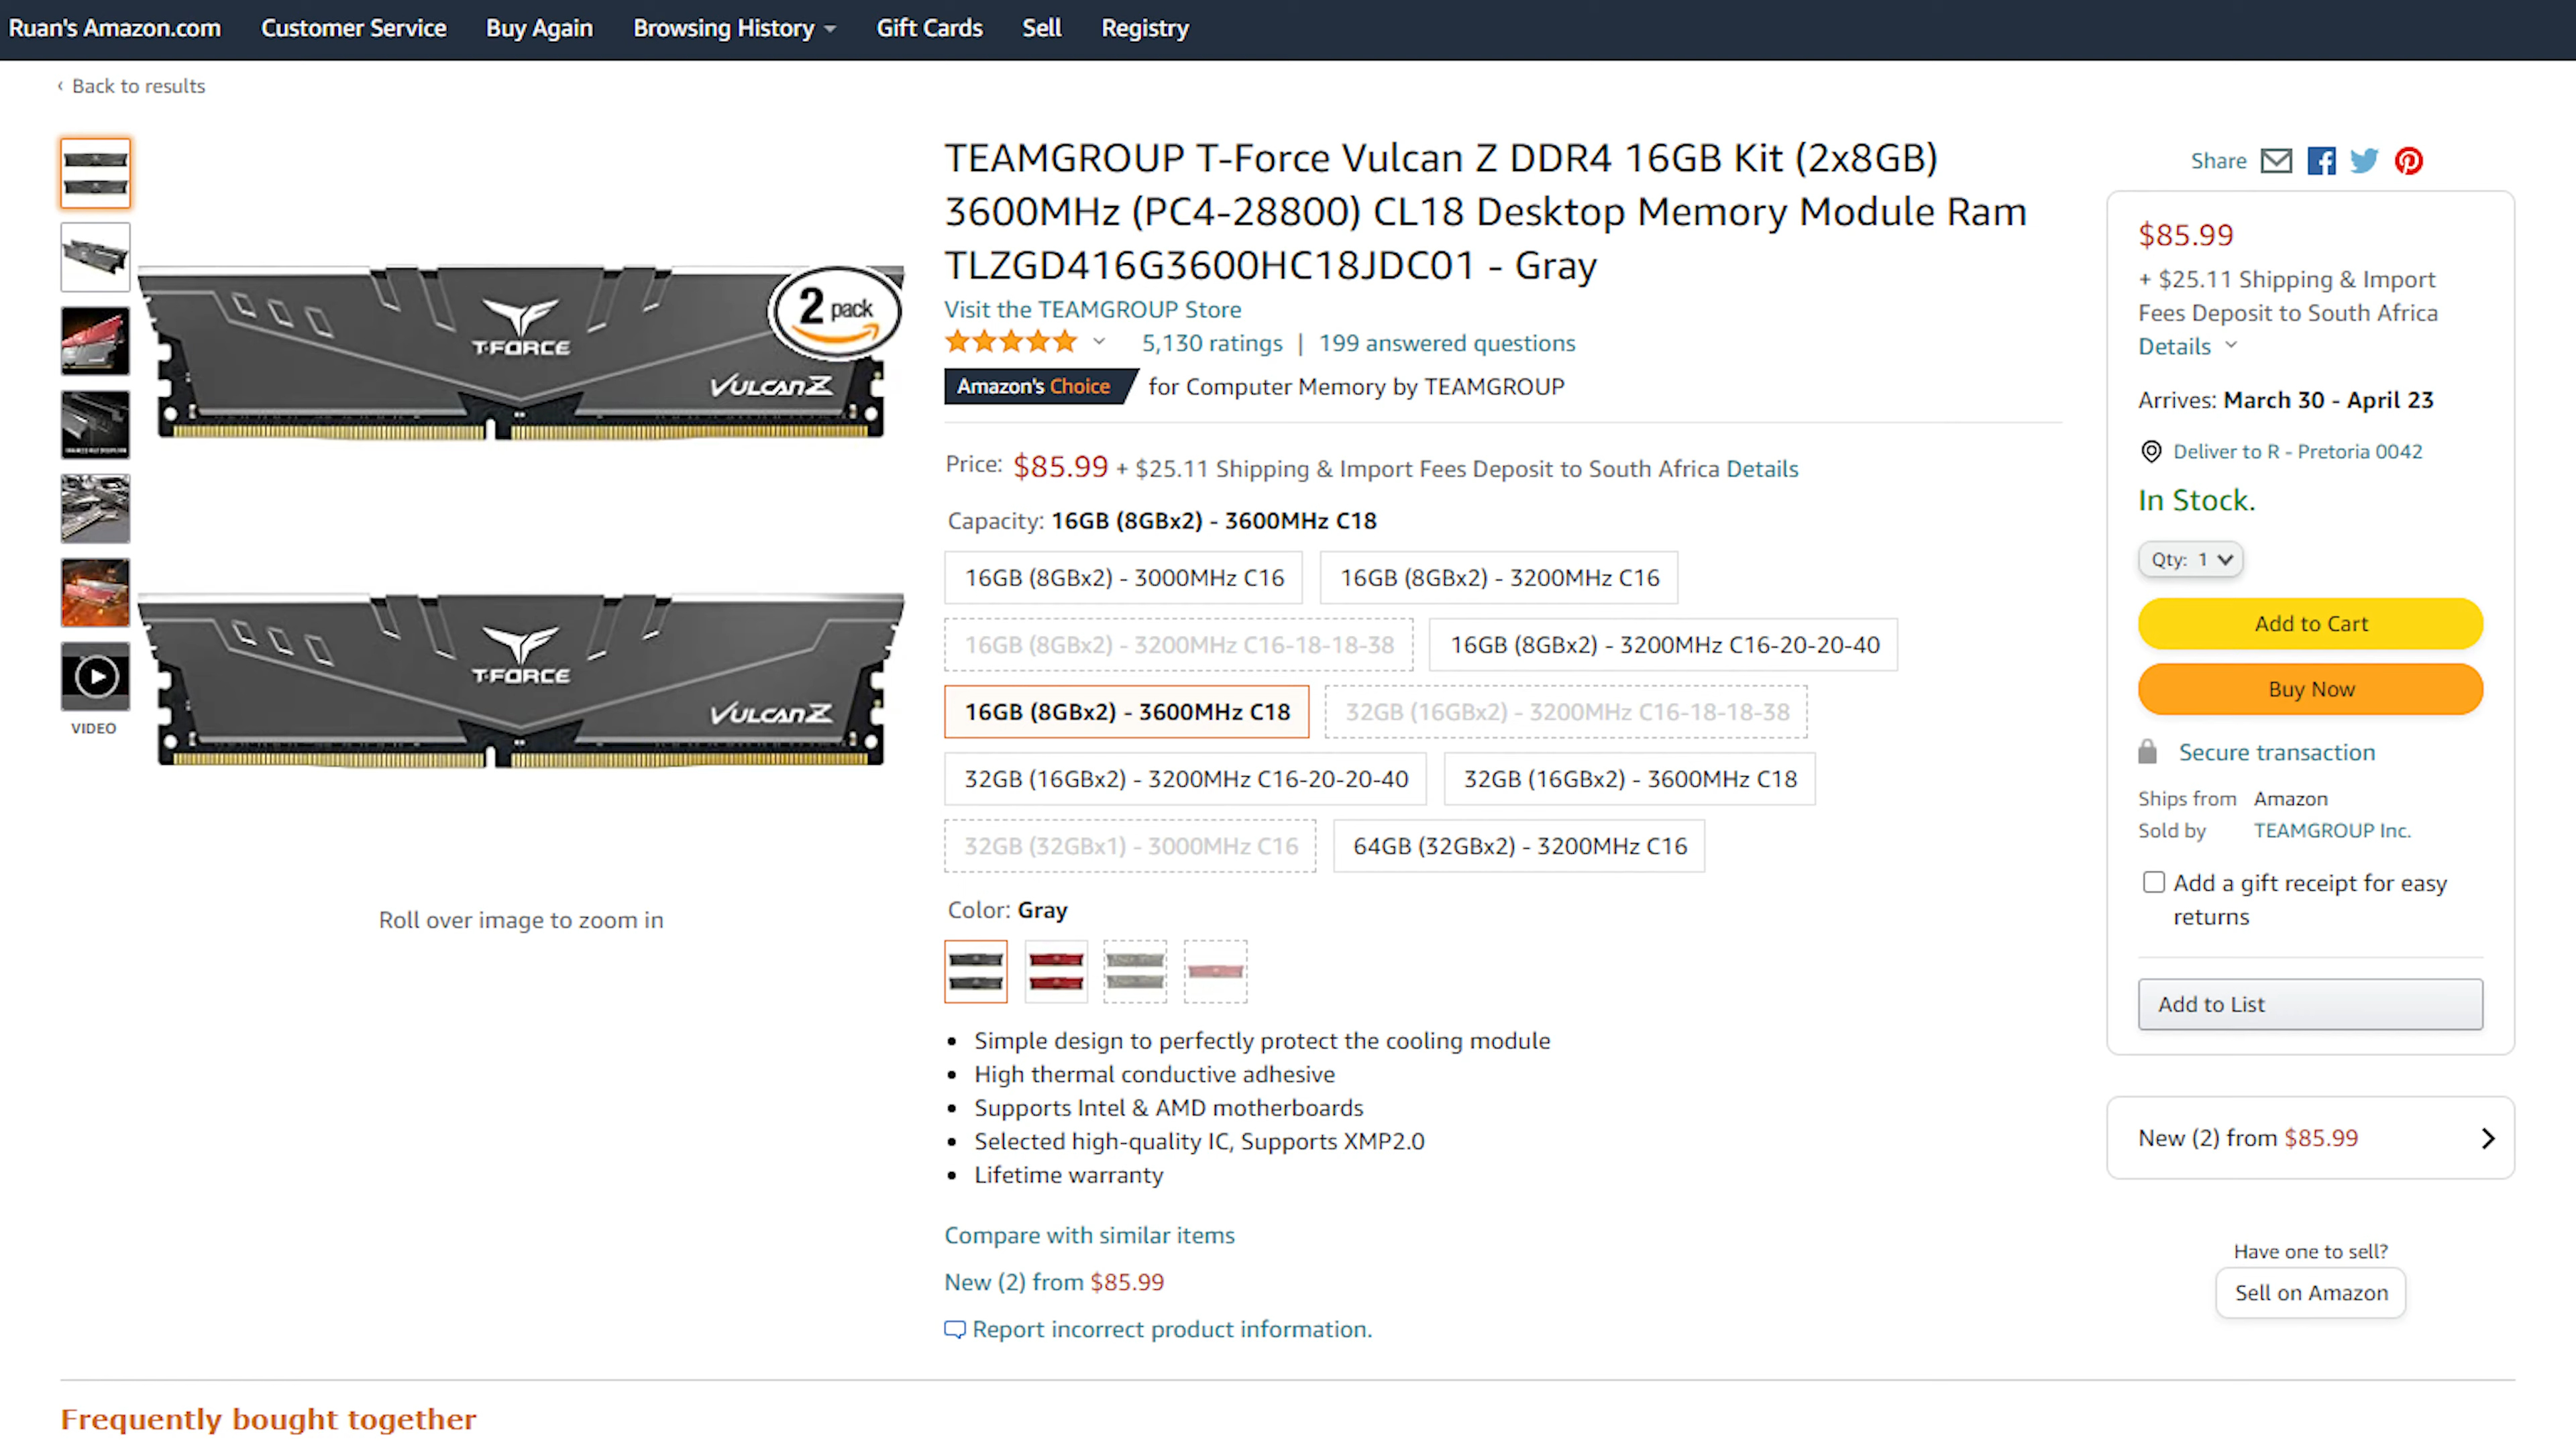 Ruan's Amazon.com Customer Service Buy Again Browsing History Gift Cards Sell Registry
‹ Back to results
T-FORCE
VULCANZ
2 pack
T-FORCE
VULCANZ
VIDEO
Roll over image to zoom in
TEAMGROUP T-Force Vulcan Z DDR4 16GB Kit (2x8GB)
3600MHz (PC4-28800) CL18 Desktop Memory Module Ram
TLZGD416G3600HC18JDC01 - Gray
Visit the TEAMGROUP Store
5,130 ratings | 199 answered questions
Amazon's Choice for Computer Memory by TEAMGROUP
Price: $85.99 + $25.11 Shipping & Import Fees Deposit to South Africa Details
Capacity: 16GB (8GBx2) - 3600MHz C18
16GB (8GBx2) - 3000MHz C16 16GB (8GBx2) - 3200MHz C16
16GB (8GBx2) - 3200MHz C16-18-18-38 16GB (8GBx2) - 3200MHz C16-20-20-40
16GB (8GBx2) - 3600MHz C18 32GB (16GBx2) - 3200MHz C16-18-18-38
32GB (16GBx2) - 3200MHz C16-20-20-40 32GB (16GBx2) - 3600MHz C18
32GB (32GBx1) - 3000MHz C16 64GB (32GBx2) - 3200MHz C16
Color: Gray
• Simple design to perfectly protect the cooling module
• High thermal conductive adhesive
• Supports Intel & AMD motherboards
• Selected high-quality IC, Supports XMP2.0
• Lifetime warranty
Compare with similar items
New (2) from $85.99
Report incorrect product information.
Share
$85.99
+ $25.11 Shipping & Import
Fees Deposit to South Africa
Details
Arrives: March 30 - April 23
Deliver to R - Pretoria 0042
In Stock.
Qty: 1
Add to Cart
Buy Now
Secure transaction
Ships from Amazon
Sold by TEAMGROUP Inc.
Add a gift receipt for easy
returns
Add to List
New (2) from $85.99
Have one to sell?
Sell on Amazon
Frequently bought together